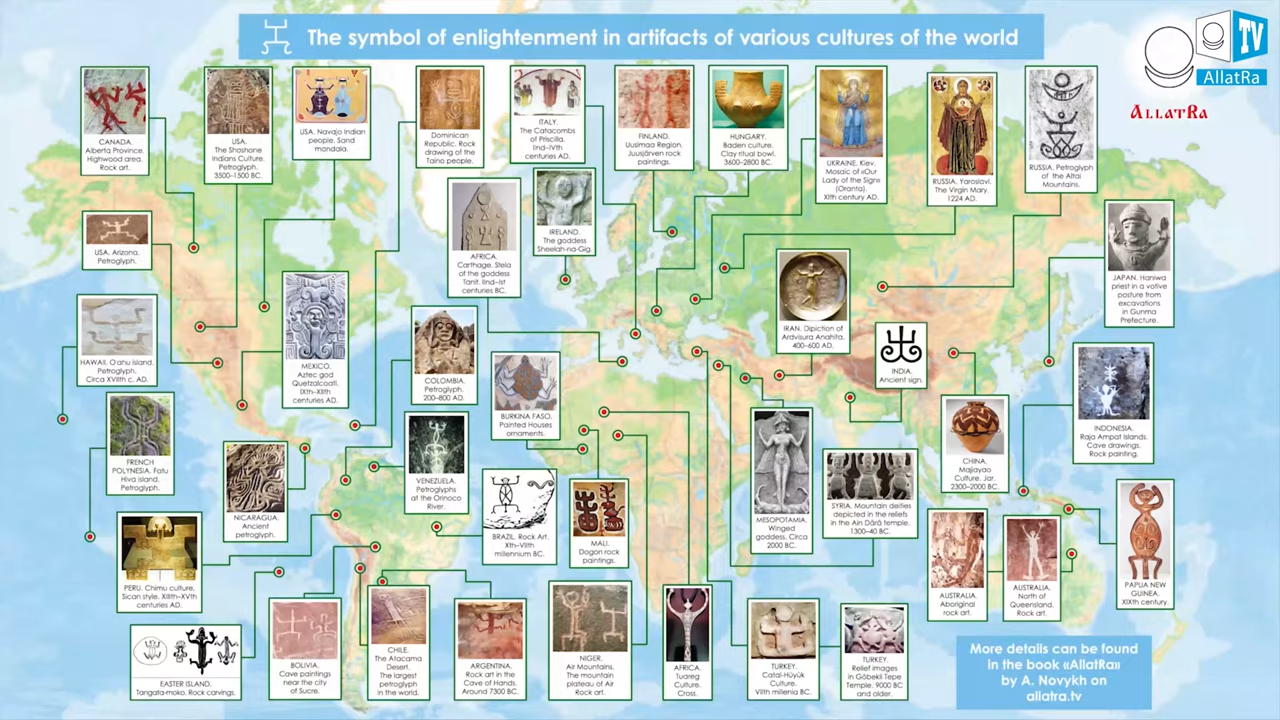 The symbol of enlightenment in artifacts of various cultures of the world
TV
AllatRa
ALLATRA
CANADA.
Alberta Province.
Highwood area.
Rock art.
USA.
The Shoshone
Indians Culture.
Petroglyph.
3500–1500 BC.
USA. Navajo Indian
people. Sand
mandala.
Dominican
Republic. Rock
drawing of the
Taino people.
ITALY.
The Catacombs
of Priscilla.
IInd–IVth
centuries AD.
FINLAND.
Uusimaa Region.
Juusjärven rock
paintings.
HUNGARY.
Baden culture.
Clay ritual bowl.
3600–2800 BC.
UKRAINE. Kiev.
Mosaic of «Our
Lady of the Sign»
(Oranta).
XIth century AD.
RUSSIA. Yaroslavl.
The Virgin Mary.
1224 AD.
RUSSIA. Petroglyph
of the Altai
Mountains.
USA. Arizona.
Petroglyph.
AFRICA.
Carthage. Stela
of the goddess
Tanit. IInd–Ist
centuries BC.
IRELAND.
The goddess
Sheelah-na-Gig.
JAPAN. Haniwa
priest in a votive
posture from
excavations
in Gunma
Prefecture.
HAWAII. O'ahu island.
Petroglyph.
Circa XVIIth c. AD.
MEXICO.
Aztec god
Quetzalcoatl.
IXth–XIIth
centuries AD.
COLOMBIA.
Petroglyph.
200–800 AD.
IRAN. Dipiction of
Ardvisura Anahita.
400–600 AD.
INDIA.
Ancient sign.
BURKINA FASO.
Painted Houses
ornaments.
INDONESIA.
Raja Ampat Islands.
Cave drawings.
Rock painting.
FRENCH
POLYNESIA. Fatu
Hiva island.
Petroglyph.
NICARAGUA.
Ancient
petroglyph.
VENEZUELA.
Petroglyphs
at the Orinoco
River.
CHINA.
Majiayao
Culture. Jar.
2300–2000 BC.
BRAZIL. Rock Art.
Xth–VIIth
millennium BC.
MALI.
Dogon rock
paintings.
MESOPOTAMIA.
Winged
goddess. Circa
2000 BC.
SYRIA. Mountain deities
depicted in the reliefs
in the Ain Dārā temple.
1300–40 BC.
PERU. Chimu culture,
Sican style. XIIIth–XVth
centuries AD.
AUSTRALIA.
Aboriginal
rock art.
AUSTRALIA.
North of
Queensland.
Rock art.
PAPUA NEW
GUINEA.
XIXth century.
EASTER ISLAND.
Tangata-moko. Rock carvings.
BOLIVIA.
Cave paintings
near the city
of Sucre.
CHILE.
The Atacama
Desert.
The largest
petroglyph
in the world.
ARGENTINA.
Rock art in the
Cave of Hands.
Around 7300 BC.
NIGER.
Air Mountains.
The mountain
plateau of Air
Rock art.
AFRICA.
Tuareg
Culture.
Cross.
TURKEY.
Catal-Hüyük
Culture.
VIIth millenia BC.
TURKEY.
Relief images
in Göbekli Tepe
Temple. 9000 BC
and older.
More details can be found
in the book «AllatRa»
by A. Novykh on
allatra.tv